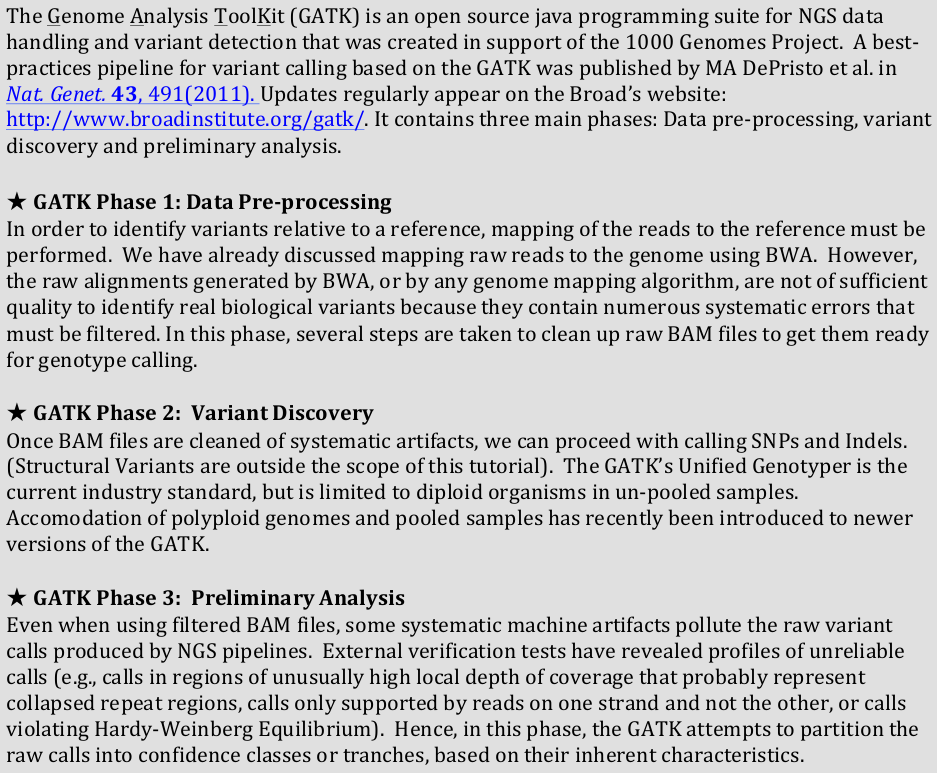 The Genome Analysis ToolKit (GATK) is an open source java programming suite for NGS data
handling and variant detection that was created in support of the 1000 Genomes Project.  A best-
practices pipeline for variant calling based on the GATK was published by MA DePristo et al. in
Nat. Genet. 43, 491(2011). Updates regularly appear on the Broad's website:
http://www.broadinstitute.org/gatk/. It contains three main phases: Data pre-processing, variant
discovery and preliminary analysis.
★ GATK Phase 1: Data Pre-processing
In order to identify variants relative to a reference, mapping of the reads to the reference must be
performed.  We have already discussed mapping raw reads to the genome using BWA.  However,
the raw alignments generated by BWA, or by any genome mapping algorithm, are not of sufficient
quality to identify real biological variants because they contain numerous systematic errors that
must be filtered. In this phase, several steps are taken to clean up raw BAM files to get them ready
for genotype calling.
★ GATK Phase 2:  Variant Discovery
Once BAM files are cleaned of systematic artifacts, we can proceed with calling SNPs and Indels.
(Structural Variants are outside the scope of this tutorial).  The GATK's Unified Genotyper is the
current industry standard, but is limited to diploid organisms in un-pooled samples.
Accomodation of polyploid genomes and pooled samples has recently been introduced to newer
versions of the GATK.
★ GATK Phase 3:  Preliminary Analysis
Even when using filtered BAM files, some systematic machine artifacts pollute the raw variant
calls produced by NGS pipelines.  External verification tests have revealed profiles of unreliable
calls (e.g., calls in regions of unusually high local depth of coverage that probably represent
collapsed repeat regions, calls only supported by reads on one strand and not the other, or calls
violating Hardy-Weinberg Equilibrium).  Hence, in this phase, the GATK attempts to partition the
raw calls into confidence classes or tranches, based on their inherent characteristics.